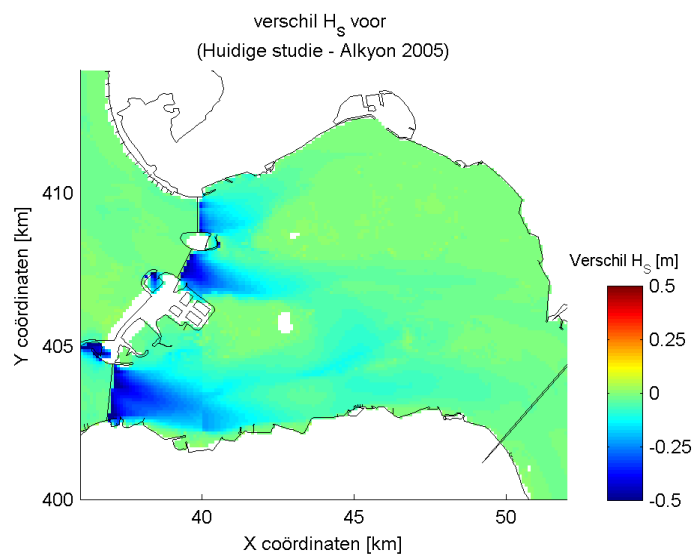 verschil H_S voor
(Huidige studie - Alkyon 2005)
Y coördinaten [km]
410
405
400
40
45
50
X coördinaten [km]
Verschil H_S [m]
0.5
0.25
0
-0.25
-0.5